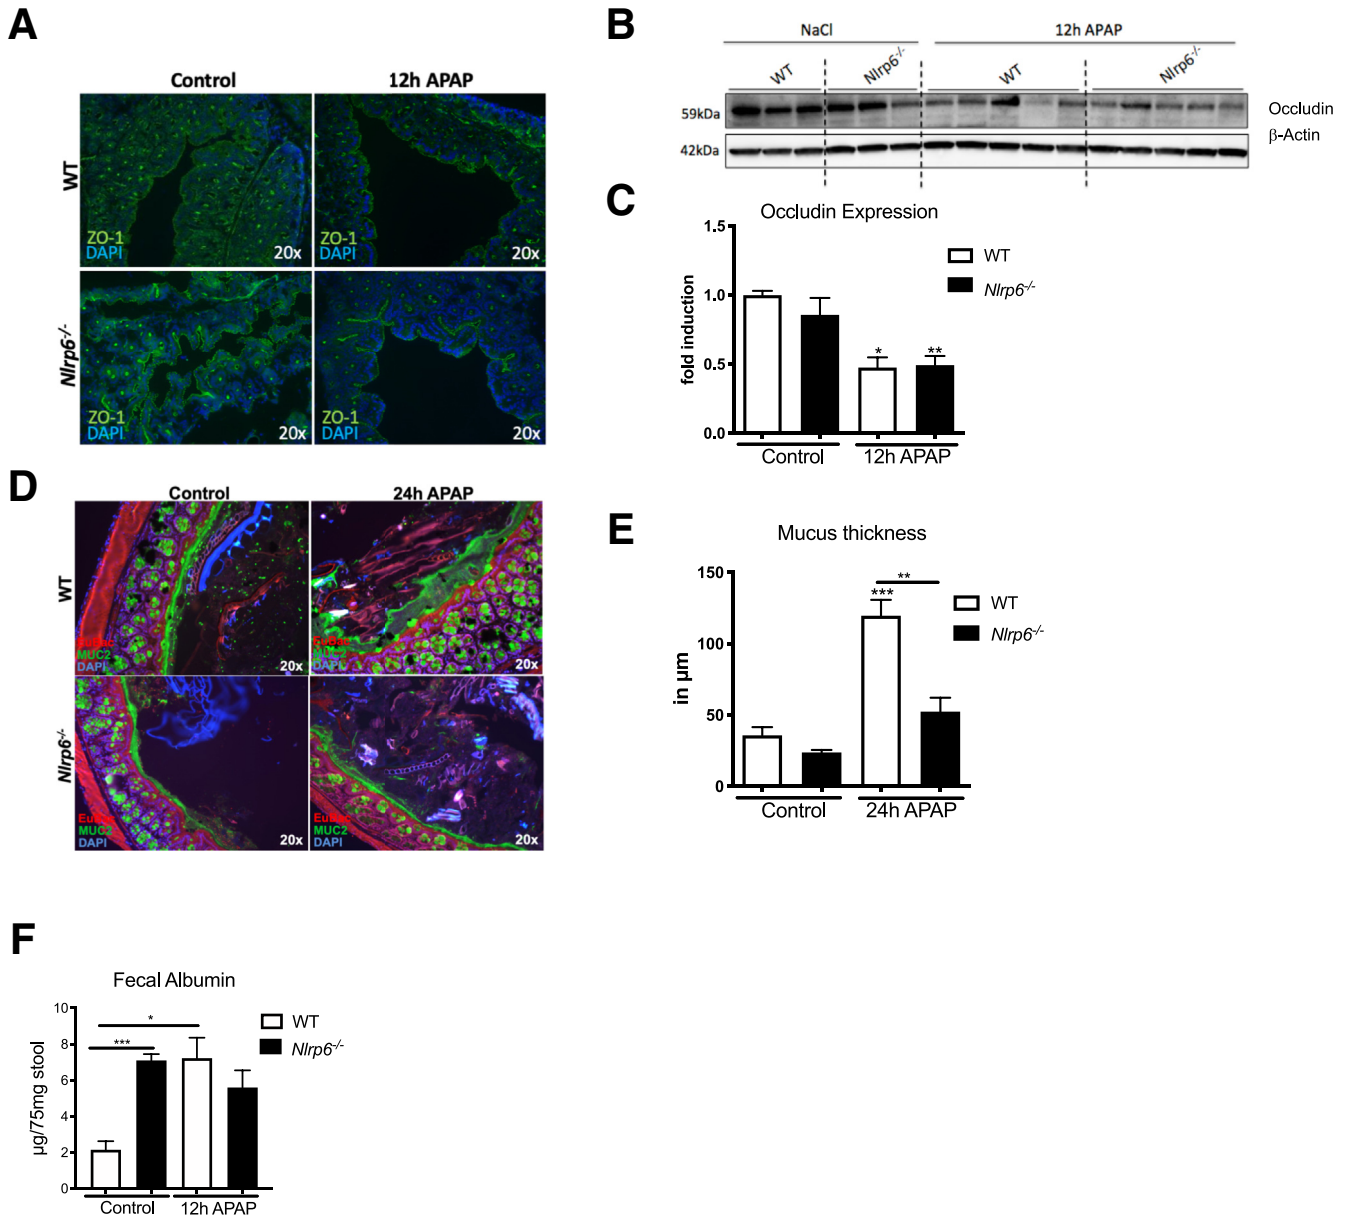 A
Control
12h APAP
WT
Nlrp6-/-
ZO-1
DAPI
20x
ZO-1
DAPI
20x
ZO-1
DAPI
20x
ZO-1
DAPI
20x
B
NaCl
12h APAP
WT
Nlrp6-/-
WT
Nlrp6-/-
59kDa
Occludin
42kDa
β-Actin
C
Occludin Expression
fold induction
1.5
1.0
0.5
0.0
*
**
WT
Nlrp6-/-
Control
12h APAP
D
Control
24h APAP
WT
Nlrp6-/-
EuBac
MUC2
DAPI
20x
EuBac
MUC2
DAPI
20x
EuBac
MUC2
DAPI
20x
EuBac
MUC2
DAPI
20x
E
Mucus thickness
in µm
150
100
50
0
***
**
WT
Nlrp6-/-
Control
24h APAP
F
Fecal Albumin
µg/75mg stool
10
8
6
4
2
0
*
***
WT
Nlrp6-/-
Control
12h APAP